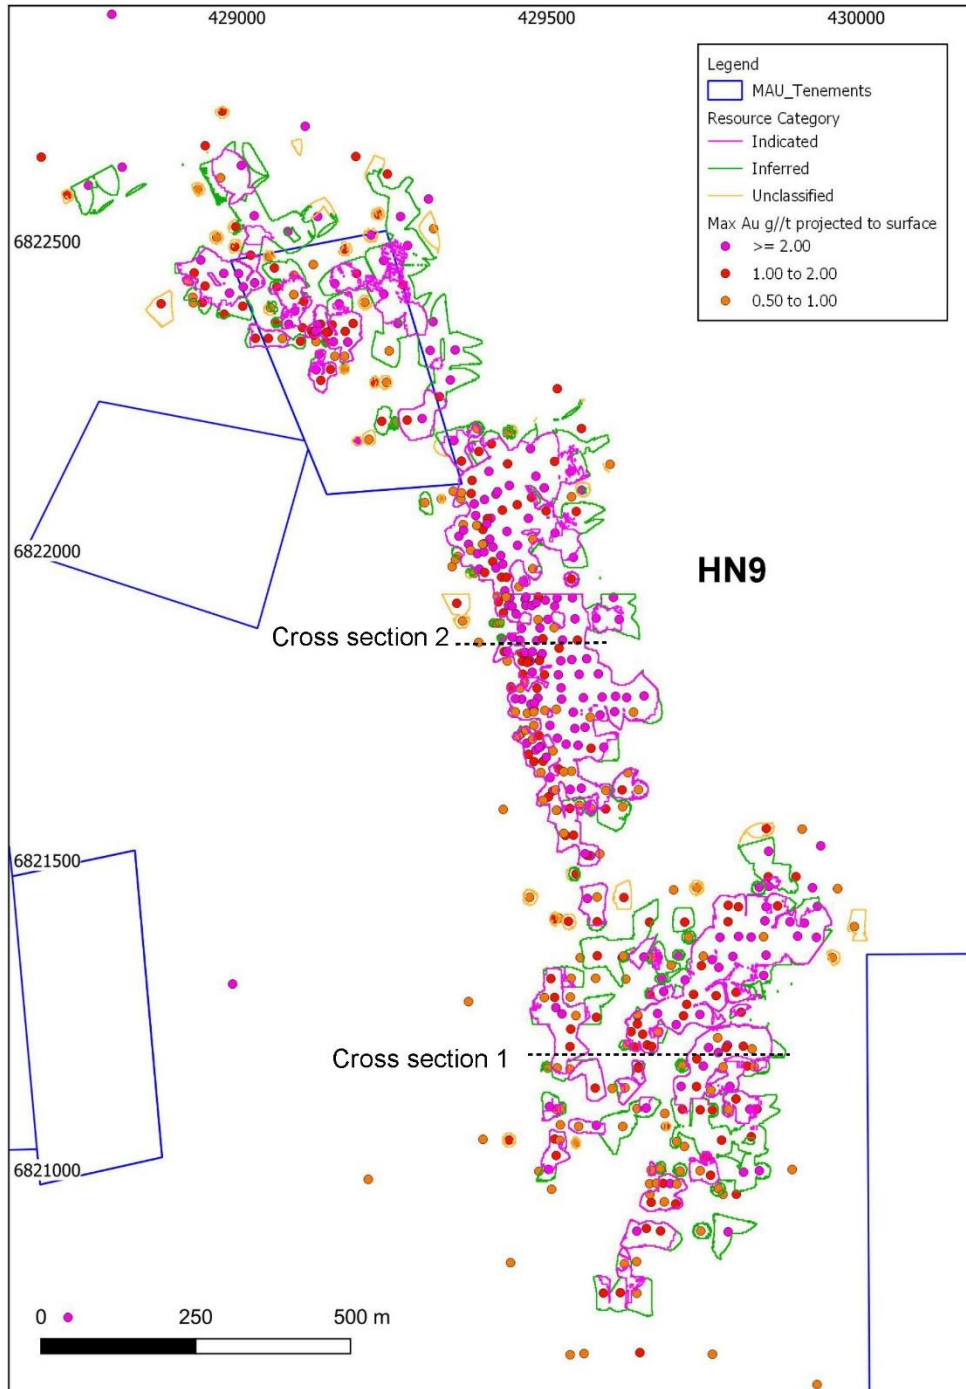 429000 429500 430000
Legend
MAU_Tenements
Resource Category
Indicated
Inferred
Unclassified
Max Au g//t projected to surface
>= 2.00
1.00 to 2.00
0.50 to 1.00
6822500
6822000
HN9
Cross section 2
6821500
Cross section 1
6821000
0 250 500 m